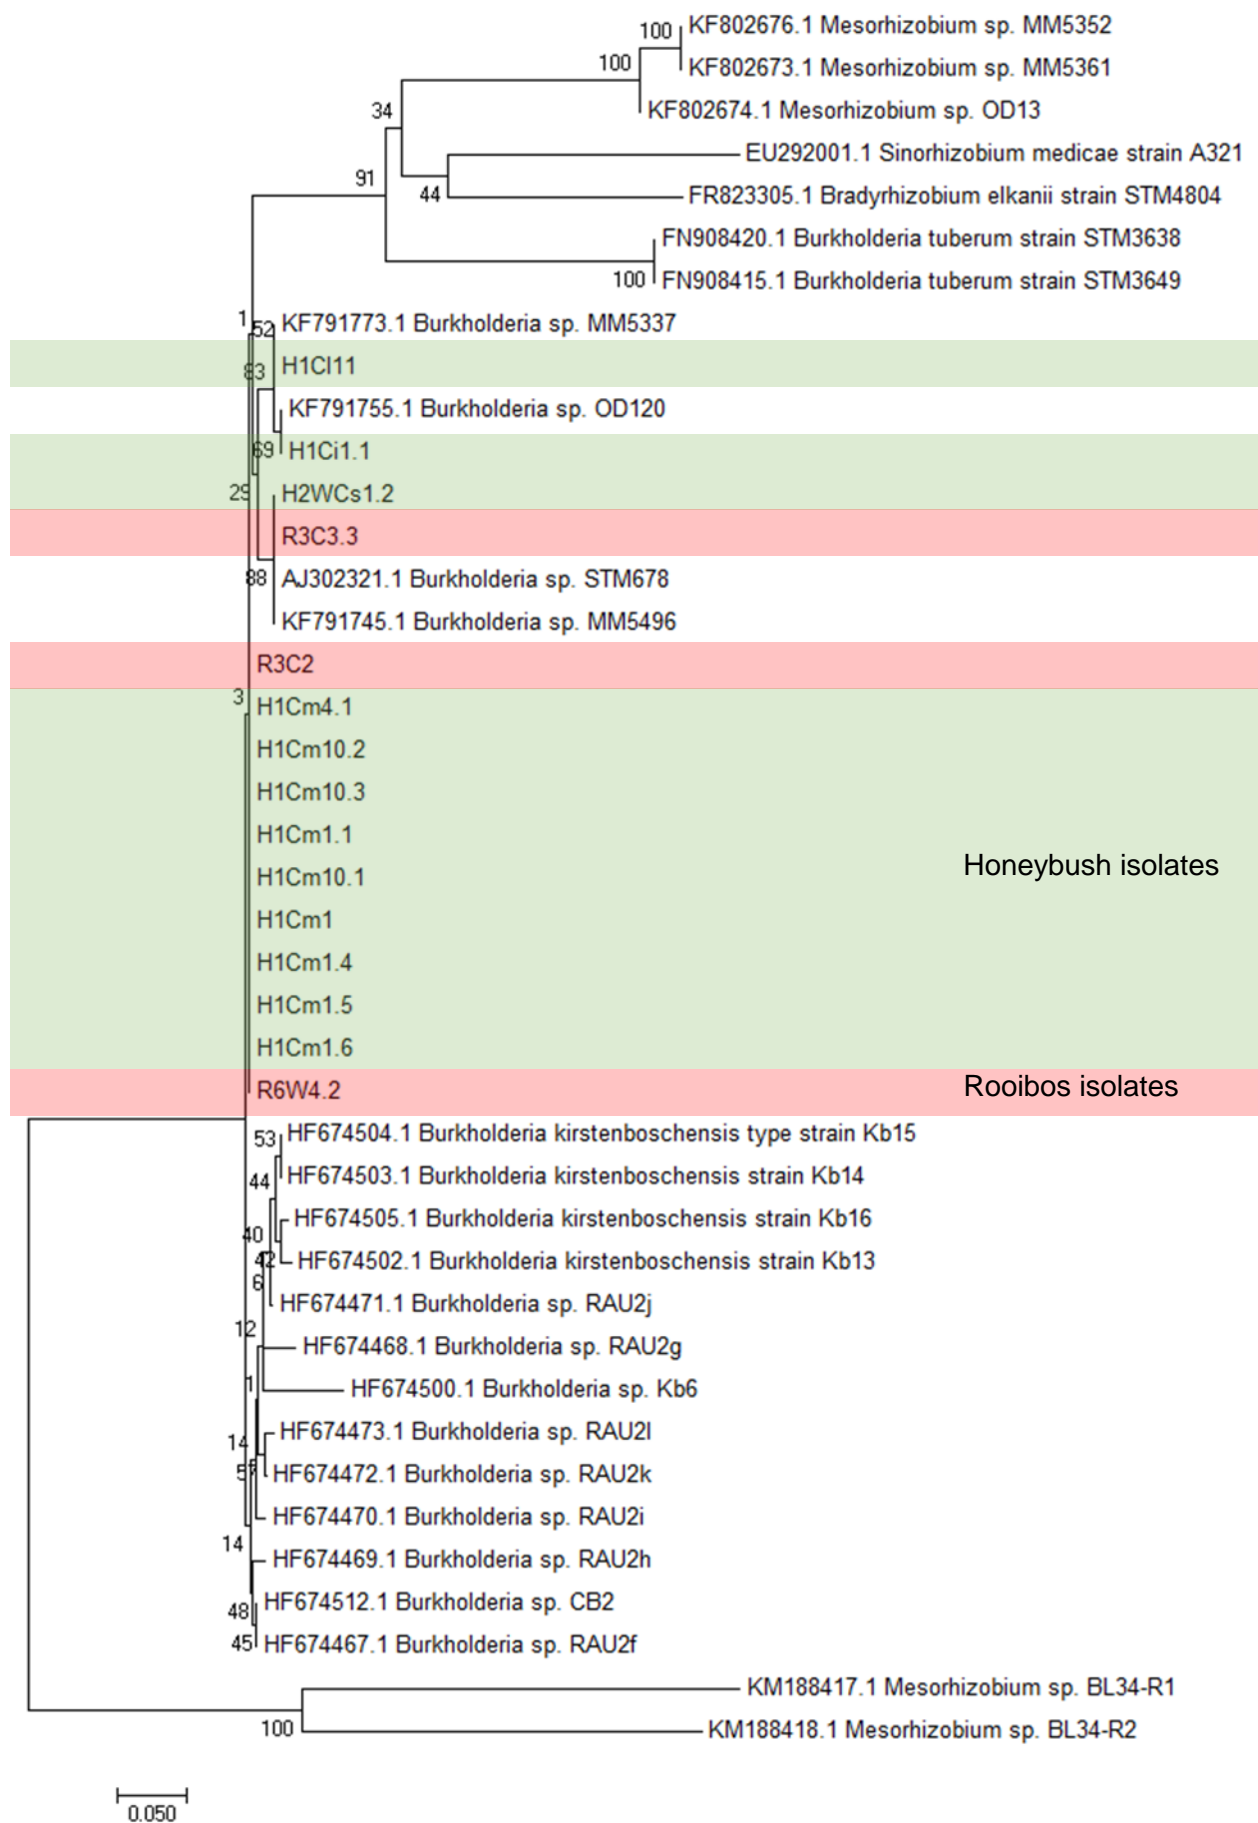 100
KF802676.1 Mesorhizobium sp. MM5352
100
KF802673.1 Mesorhizobium sp. MM5361
KF802674.1 Mesorhizobium sp. OD13
34
EU292001.1 Sinorhizobium medicae strain A321
91
44
FR823305.1 Bradyrhizobium elkanii strain STM4804
FN908420.1 Burkholderia tuberum strain STM3638
100
FN908415.1 Burkholderia tuberum strain STM3649
1
52
KF791773.1 Burkholderia sp. MM5337
83
H1Cl11
KF791755.1 Burkholderia sp. OD120
69
H1Ci1.1
29
H2WCs1.2
R3C3.3
88
AJ302321.1 Burkholderia sp. STM678
KF791745.1 Burkholderia sp. MM5496
R3C2
3
H1Cm4.1
H1Cm10.2
H1Cm10.3
H1Cm1.1
Honeybush isolates
H1Cm10.1
H1Cm1
H1Cm1.4
H1Cm1.5
H1Cm1.6
R6W4.2
Rooibos isolates
53
HF674504.1 Burkholderia kirstenboschensis type strain Kb15
44
HF674503.1 Burkholderia kirstenboschensis strain Kb14
HF674505.1 Burkholderia kirstenboschensis strain Kb16
40
42
HF674502.1 Burkholderia kirstenboschensis strain Kb13
6
HF674471.1 Burkholderia sp. RAU2j
12
HF674468.1 Burkholderia sp. RAU2g
1
HF674500.1 Burkholderia sp. Kb6
HF674473.1 Burkholderia sp. RAU2l
14
57
HF674472.1 Burkholderia sp. RAU2k
HF674470.1 Burkholderia sp. RAU2i
14
HF674469.1 Burkholderia sp. RAU2h
48
HF674512.1 Burkholderia sp. CB2
45
HF674467.1 Burkholderia sp. RAU2f
KM188417.1 Mesorhizobium sp. BL34-R1
100
KM188418.1 Mesorhizobium sp. BL34-R2
0.050